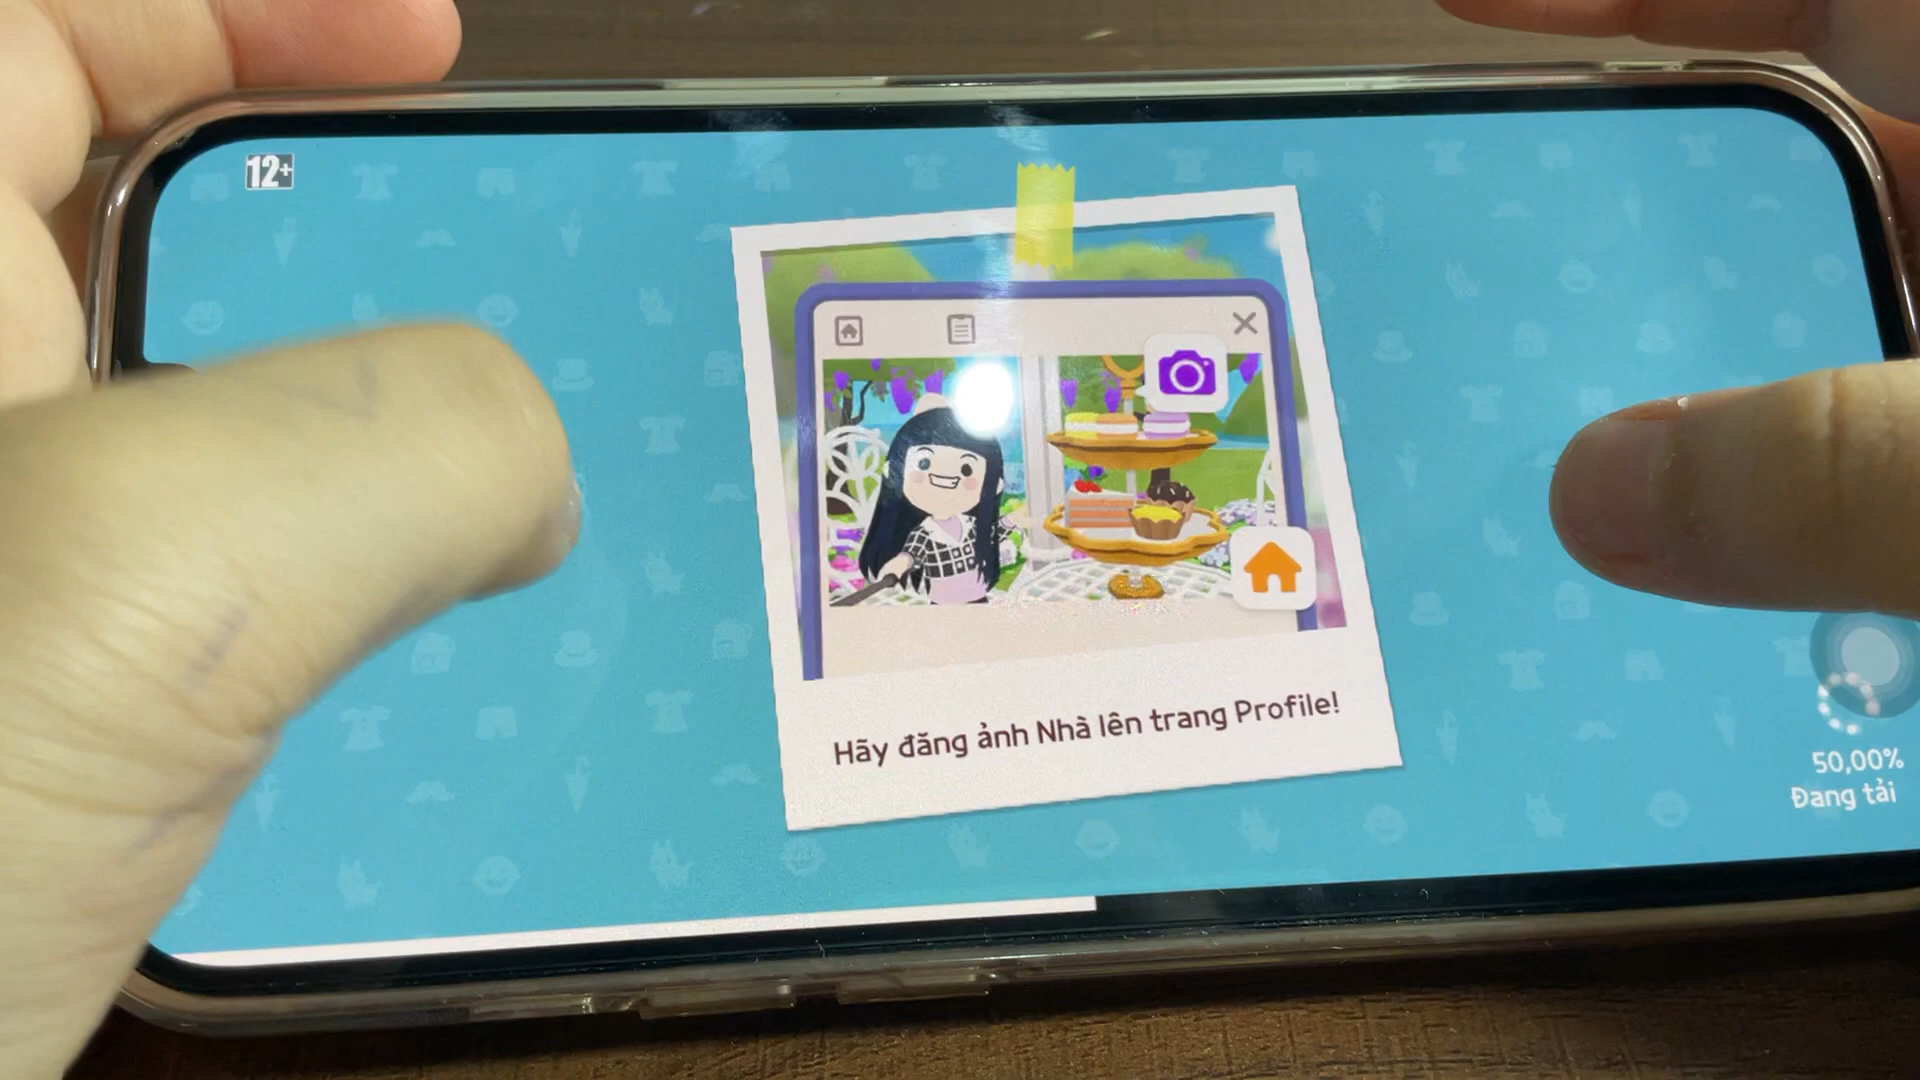 12+
Hãy đăng ảnh Nhà lên trang Profile!
50,00%
Đang tải